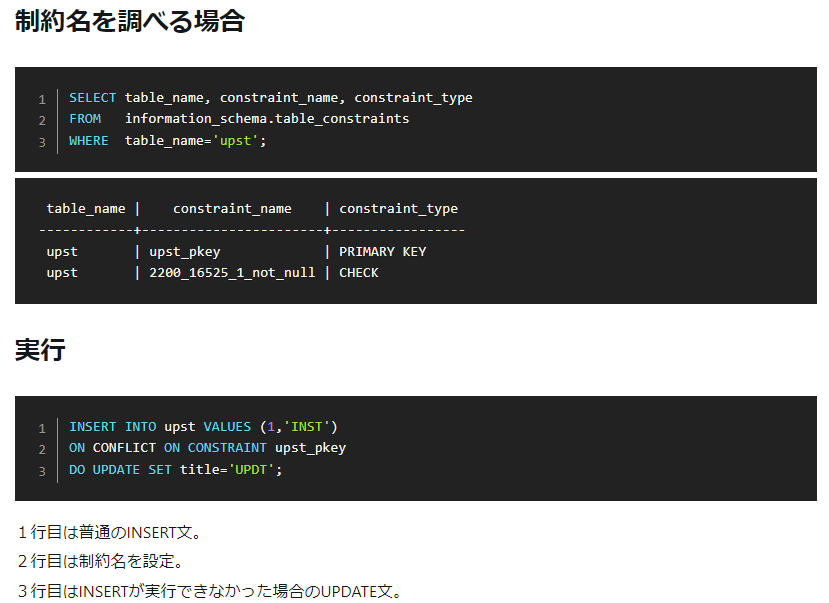 制約名を調べる場合
1 SELECT table_name, constraint_name, constraint_type
2 FROM   information_schema.table_constraints
3 WHERE  table_name='upst';
 table_name |    constraint_name    | constraint_type
------------+-----------------------+-----------------
 upst       | upst_pkey             | PRIMARY KEY
 upst       | 2200_16525_1_not_null | CHECK
実行
1 INSERT INTO upst VALUES (1,'INST')
2 ON CONFLICT ON CONSTRAINT upst_pkey
3 DO UPDATE SET title='UPDT';
１行目は普通のINSERT文。
２行目は制約名を設定。
３行目はINSERTが実行できなかった場合のUPDATE文。